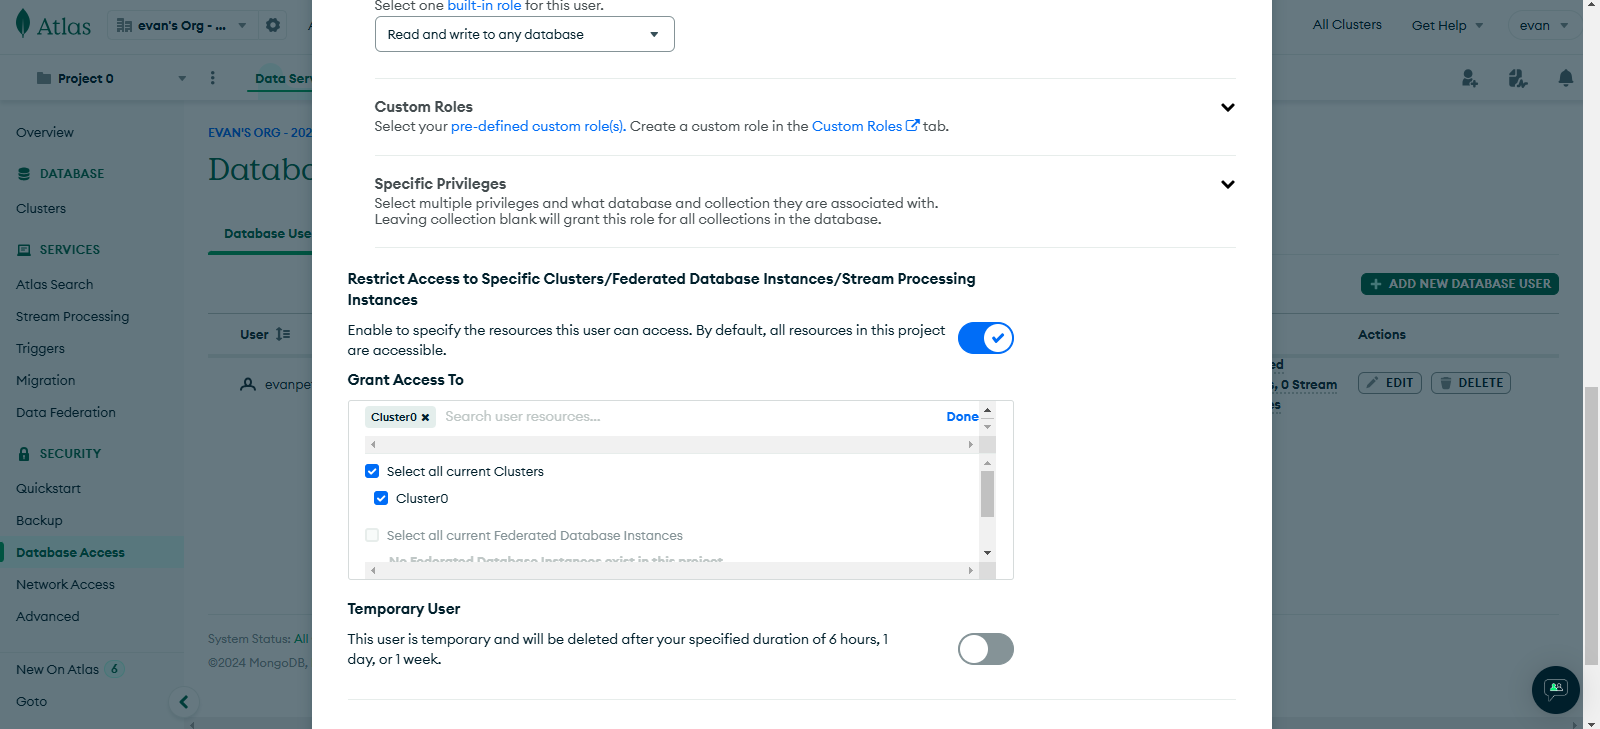 Atlas
evan's Org - ...
All Clusters
Get Help
evan
Project 0
Data Serv
Overview
DATABASE
Clusters
SERVICES
Atlas Search
Stream Processing
Triggers
Migration
Data Federation
SECURITY
Quickstart
Backup
Database Access
Network Access
Advanced
New On Atlas 6
Goto
EVAN'S ORG - 202
Databa
Database Use
User
evanpe
System Status: All
©2024 MongoDB,
Select one built-in role for this user.
Read and write to any database
Custom Roles
Select your pre-defined custom role(s). Create a custom role in the Custom Roles tab.
Specific Privileges
Select multiple privileges and what database and collection they are associated with.
Leaving collection blank will grant this role for all collections in the database.
Restrict Access to Specific Clusters/Federated Database Instances/Stream Processing
Instances
Enable to specify the resources this user can access. By default, all resources in this project
are accessible.
Grant Access To
Cluster0
Search user resources...
Done
Select all current Clusters
Cluster0
Select all current Federated Database Instances
No Federated Database Instances exist in this project
Temporary User
This user is temporary and will be deleted after your specified duration of 6 hours, 1
day, or 1 week.
+ ADD NEW DATABASE USER
Actions
ed
s, 0 Stream
es
EDIT
DELETE